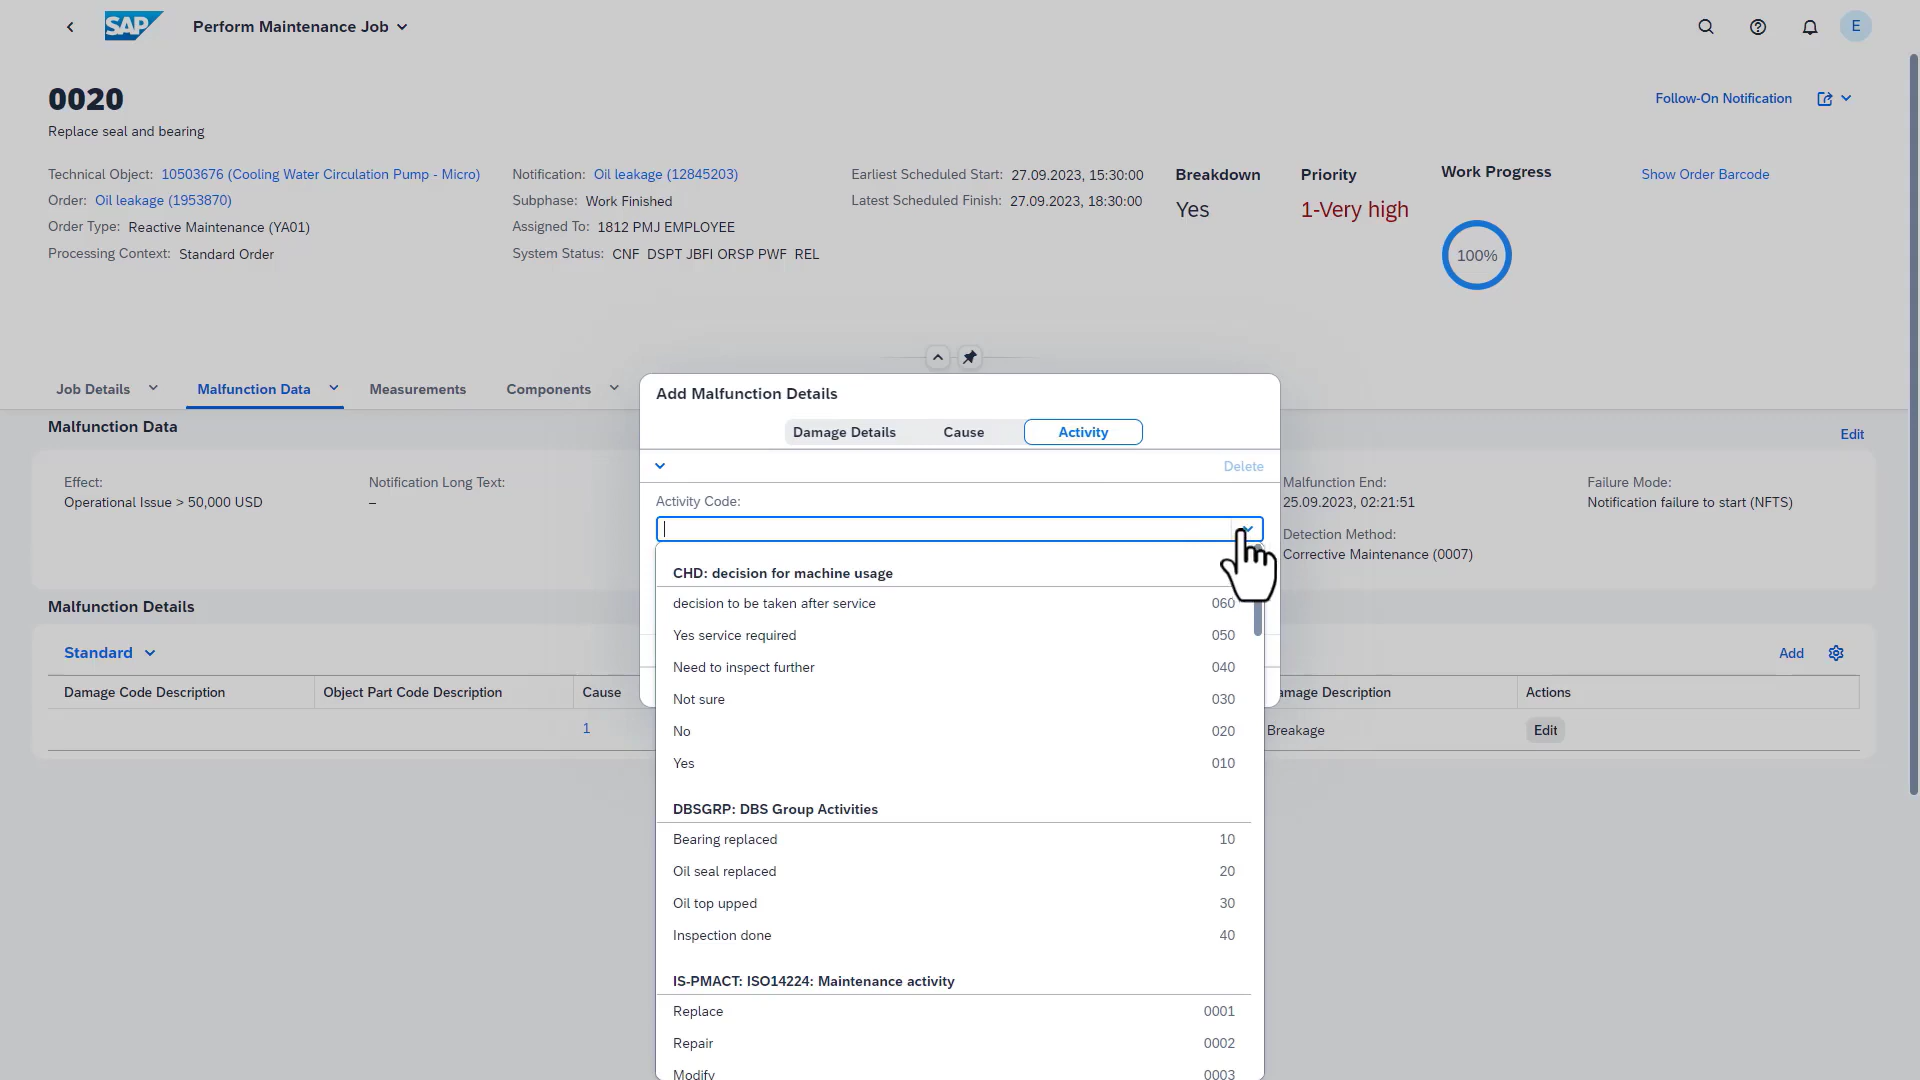 SAP Perform Maintenance Job
E
0020
Follow-On Notification
Replace seal and bearing
Technical Object: 10503676 (Cooling Water Circulation Pump - Micro)
Order: Oil leakage (1953870)
Order Type: Reactive Maintenance (YA01)
Processing Context: Standard Order
Notification: Oil leakage (12845203)
Subphase: Work Finished
Assigned To: 1812 PMJ EMPLOYEE
System Status: CNF DSPT JBFI ORSP PWF REL
Earliest Scheduled Start: 27.09.2023, 15:30:00
Latest Scheduled Finish: 27.09.2023, 18:30:00
Breakdown
Yes
Priority
1-Very high
Work Progress
100%
Show Order Barcode
Job Details Malfunction Data Measurements Components
Malfunction Data
Edit
Effect:
Operational Issue > 50,000 USD
Notification Long Text:
–
Malfunction End:
25.09.2023, 02:21:51
Detection Method:
Corrective Maintenance (0007)
Failure Mode:
Notification failure to start (NFTS)
Malfunction Details
Standard
Add
Damage Code Description Object Part Code Description Cause amage Description Actions
1 Breakage Edit
Add Malfunction Details
Damage Details Cause Activity
Delete
Activity Code:
CHD: decision for machine usage
decision to be taken after service 060
Yes service required 050
Need to inspect further 040
Not sure 030
No 020
Yes 010
DBSGRP: DBS Group Activities
Bearing replaced 10
Oil seal replaced 20
Oil top upped 30
Inspection done 40
IS-PMACT: ISO14224: Maintenance activity
Replace 0001
Repair 0002
Modify 0003